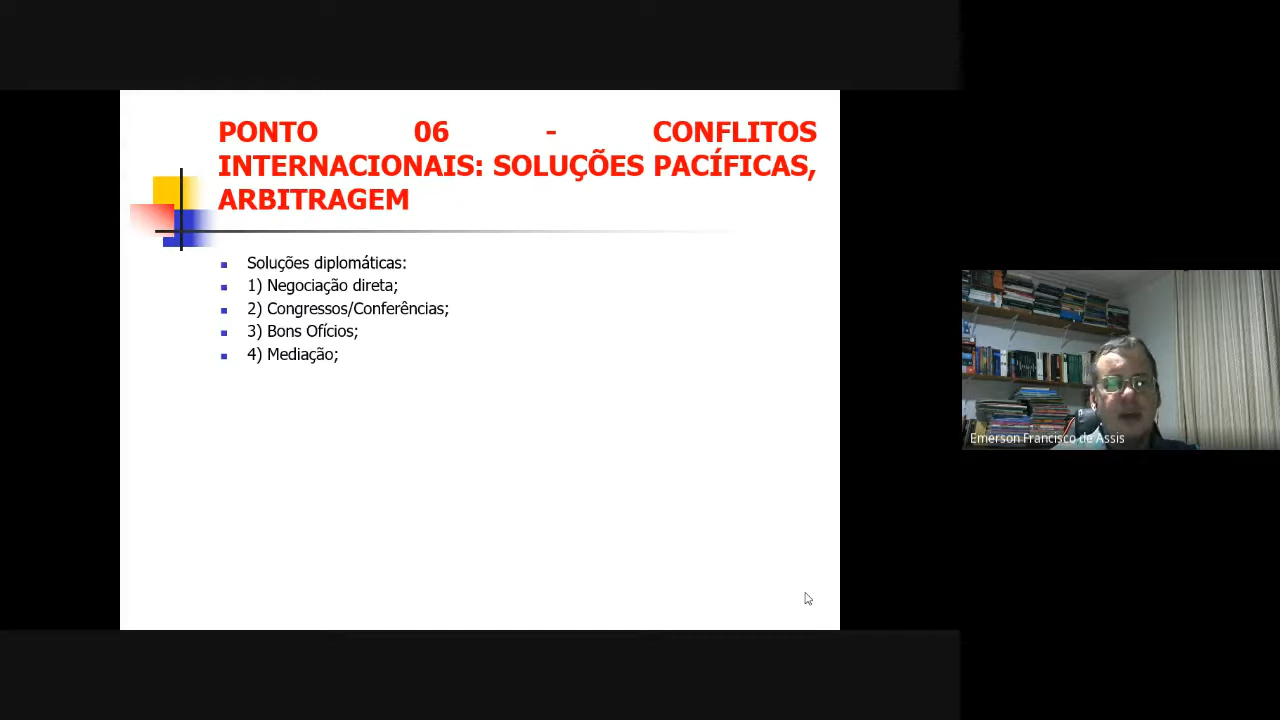 PONTO 06 - CONFLITOS
INTERNACIONAIS: SOLUÇÕES PACÍFICAS,
ARBITRAGEM
Soluções diplomáticas:
1) Negociação direta;
2) Congressos/Conferências;
3) Bons Ofícios;
4) Mediação;
Emerson Francisco de Assis